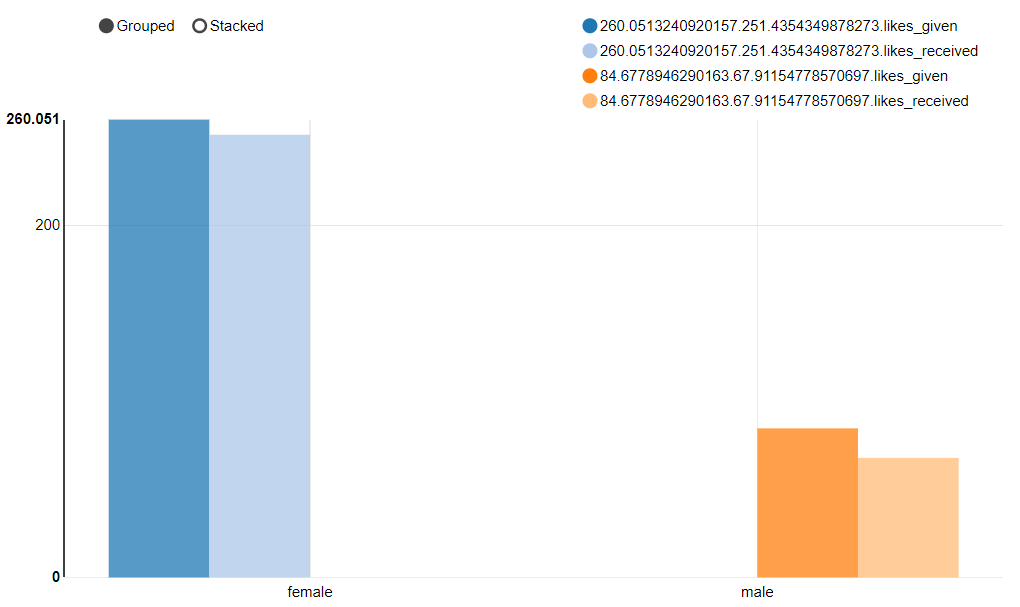 Grouped Stacked
260.0513240920157.251.4354349878273.likes_given
260.0513240920157.251.4354349878273.likes_received
84.6778946290163.67.91154778570697.likes_given
84.6778946290163.67.91154778570697.likes_received
260.051
200
0
female male